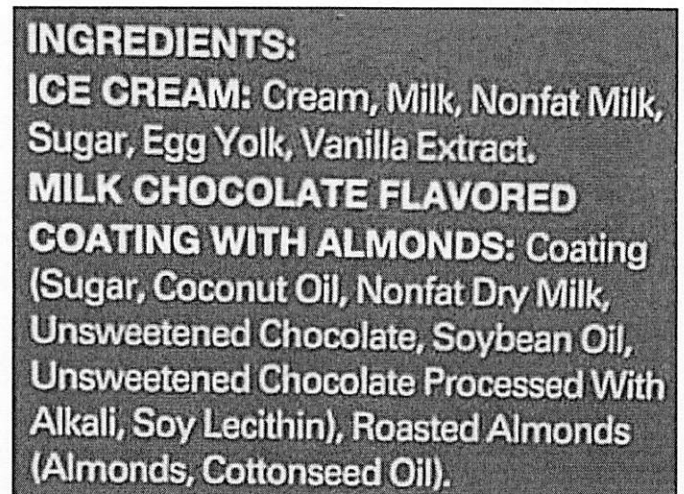 INGREDIENTS:
ICE CREAM: Cream, Milk, Nonfat Milk,
Sugar, Egg Yolk, Vanilla Extract.
MILK CHOCOLATE FLAVORED
COATING WITH ALMONDS: Coating
(Sugar, Coconut Oil, Nonfat Dry Milk,
Unsweetened Chocolate, Soybean Oil,
Unsweetened Chocolate Processed With
Alkali, Soy Lecithin), Roasted Almonds
(Almonds, Cottonseed Oil).